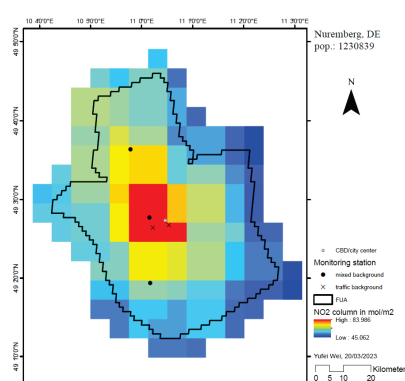 10 40'0"E 10 50'0"E 11 0'0"E 11 10'0"E 11 20'0"E 11 30'0"E
Nuremberg, DE
pop.: 1230839
N
49 50'0"N
49 40'0"N
49 30'0"N
49 20'0"N
49 10'0"N
CBD/city center
Monitoring station
mixed background
traffic background
FUA
NO2 column in mol/m2
High : 83.986
Low : 45.062
Yufei Wei, 20/03/2023
Kilometer
0 5 10 20